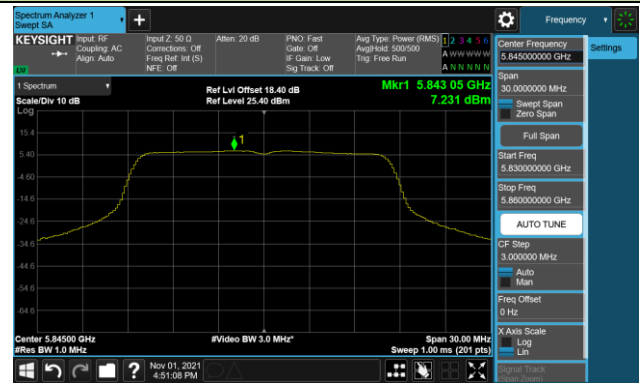 Spectrum Analyzer 1
Swept SA
Frequency
KEYSIGHT
Input: RF
Coupling: AC
Align: Auto
Input Z: 50 Ω
Corrections: Off
Freq Ref: Int (S)
NFE: Off
Atten: 20 dB
PNO: Fast
Gate: Off
IF Gain: Low
Sig Track: Off
Avg Type: Power (RMS)
Avg|Hold: 500/500
Trig: Free Run
1 2 3 4 5 6
A W W W W W
A N N N N N
LXI
1 Spectrum
Scale/Div 10 dB
Log
Ref Lvl Offset 18.40 dB
Ref Level 25.40 dBm
Mkr1 5.843 05 GHz
7.231 dBm
15.4
5.40
-4.60
-14.6
-24.6
-34.6
-44.6
-54.6
-64.6
1
Center 5.84500 GHz
#Res BW 1.0 MHz
#Video BW 3.0 MHz*
Span 30.00 MHz
Sweep 1.00 ms (201 pts)
Nov 01, 2021
4:51:08 PM
?
Center Frequency
5.845000000 GHz
Span
30.0000000 MHz
Swept Span
Zero Span
Full Span
Start Freq
5.830000000 GHz
Stop Freq
5.860000000 GHz
AUTO TUNE
CF Step
3.000000 MHz
Auto
Man
Freq Offset
0 Hz
X Axis Scale
Log
Lin
Signal Track
(Span Zoom)
Settings